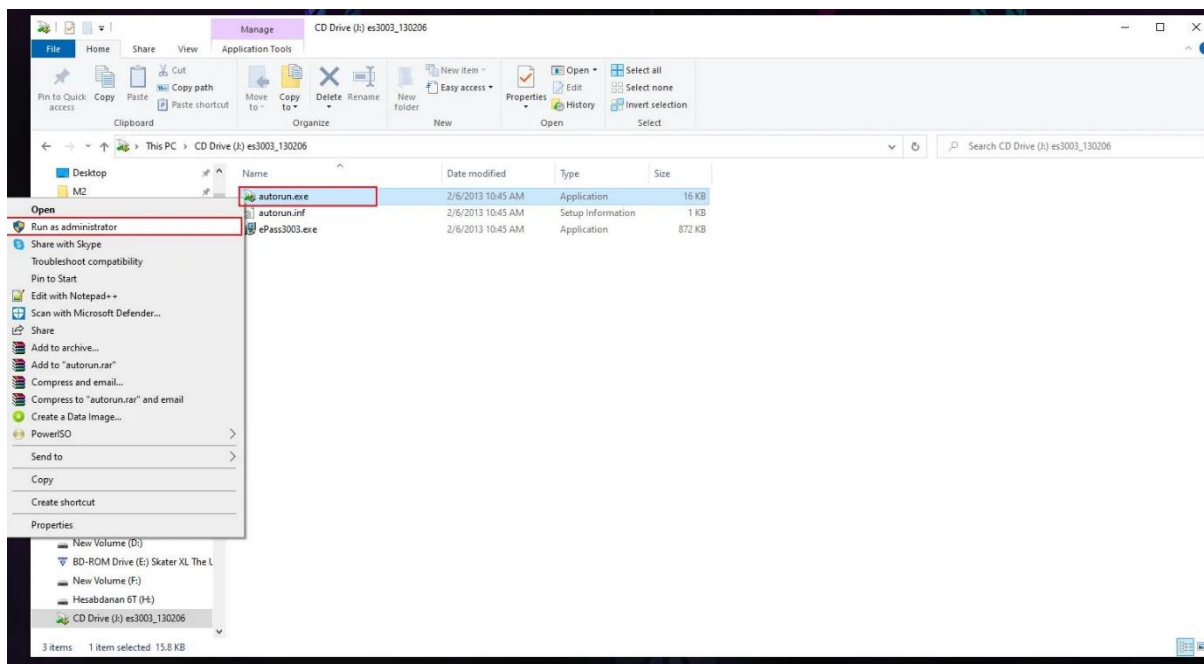 Manage
CD Drive (J:) es3003_130206
File Home Share View Application Tools
Pin to Quick access
Copy
Paste
Cut
Copy path
Paste shortcut
Clipboard
Move to
Copy to
Delete
Rename
Organize
New folder
New item
Easy access
New
Properties
Open
Edit
History
Open
Select all
Select none
Invert selection
Select
This PC > CD Drive (J:) es3003_130206
Search CD Drive (J:) es3003_130206
Desktop
M2
Name Date modified Type Size
autorun.exe 2/6/2013 10:45 AM Application 16 KB
autorun.inf 2/6/2013 10:45 AM Setup Information 1 KB
ePass3003.exe 2/6/2013 10:45 AM Application 872 KB
Open
Run as administrator
Share with Skype
Troubleshoot compatibility
Pin to Start
Edit with Notepad++
Scan with Microsoft Defender...
Share
Add to archive...
Add to "autorun.rar"
Compress and email...
Compress to "autorun.rar" and email
Create a Data Image...
PowerISO
Send to
Copy
Create shortcut
Properties
New Volume (D:)
BD-ROM Drive (E:) Skater XL The U
New Volume (F:)
Hesabdanan 6T (H:)
CD Drive (J:) es3003_130206
3 items 1 item selected 15.8 KB